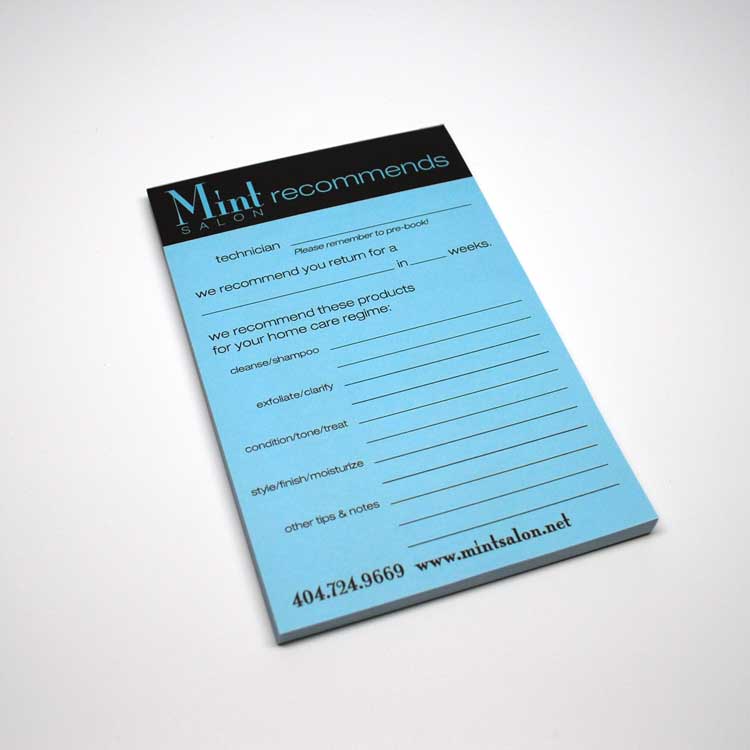 Mint recommends
SALON
technician
Please remember to pre-book!
we recommend you return for a
in weeks.
we recommend these products
for your home care regime:
cleanse/shampoo
exfoliate/clarify
condition/tone/treat
style/finish/moisturize
other tips & notes
404.724.9669 www.mintsalon.net